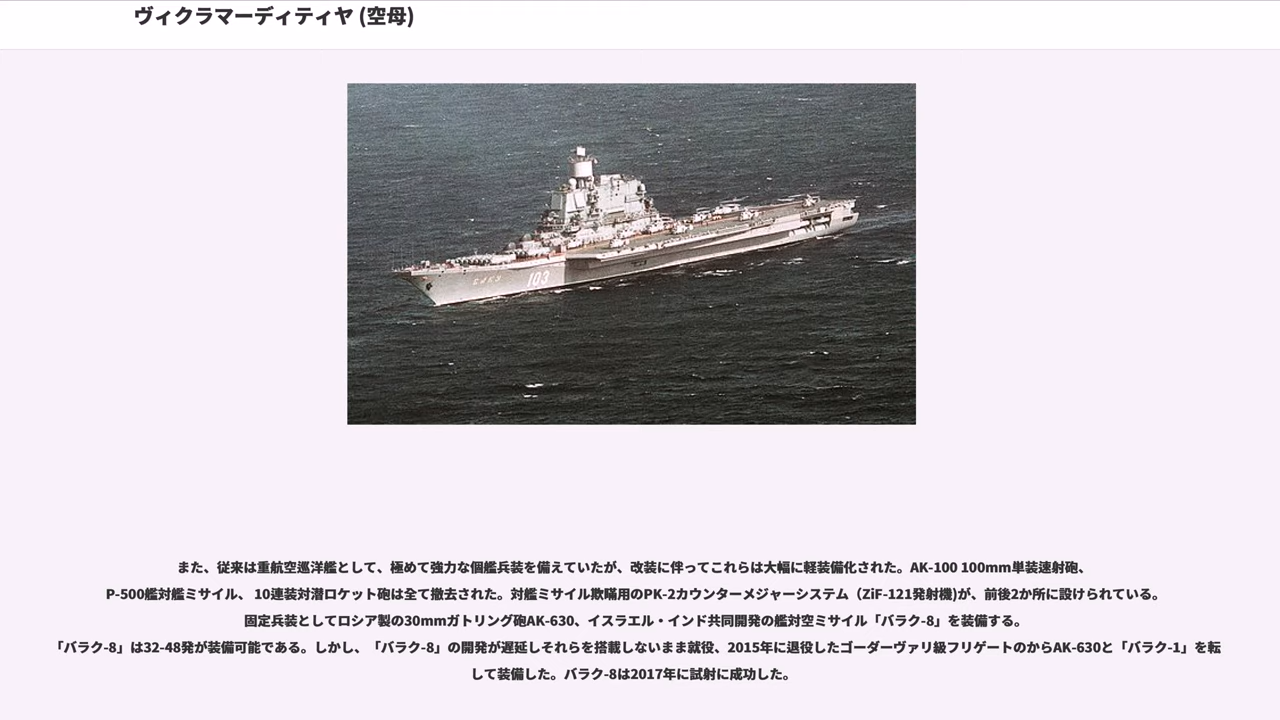 ヴィクラマーディティヤ (空母)
103
また、従来は重航空巡洋艦として、極めて強力な個艦兵装を備えていたが、改装に伴ってこれらは大幅に軽装備化された。AK-100 100mm単装速射砲、
P-500艦対艦ミサイル、 10連装対潜ロケット砲は全て撤去された。対艦ミサイル欺瞞用のPK-2カウンターメジャーシステム（ZiF-121発射機)が、前後2か所に設けられている。
固定兵装としてロシア製の30mmガトリング砲AK-630、イスラエル・インド共同開発の艦対空ミサイル「バラク-8」を装備する。
「バラク-8」は32-48発が装備可能である。しかし、「バラク-8」の開発が遅延しそれらを搭載しないまま就役、2015年に退役したゴーダーヴァリ級フリゲートのからAK-630と「バラク-1」を転
して装備した。バラク-8は2017年に試射に成功した。